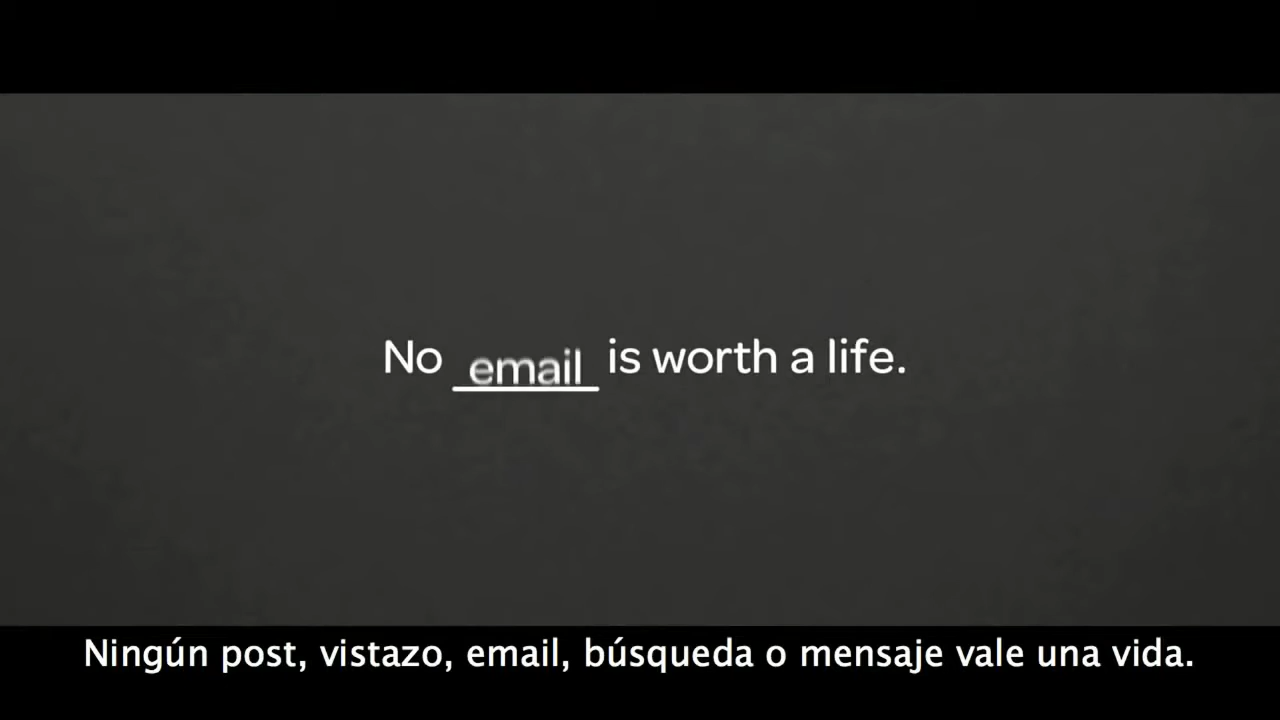 No email is worth a life.
Ningún post, vistazo, email, búsqueda o mensaje vale una vida.